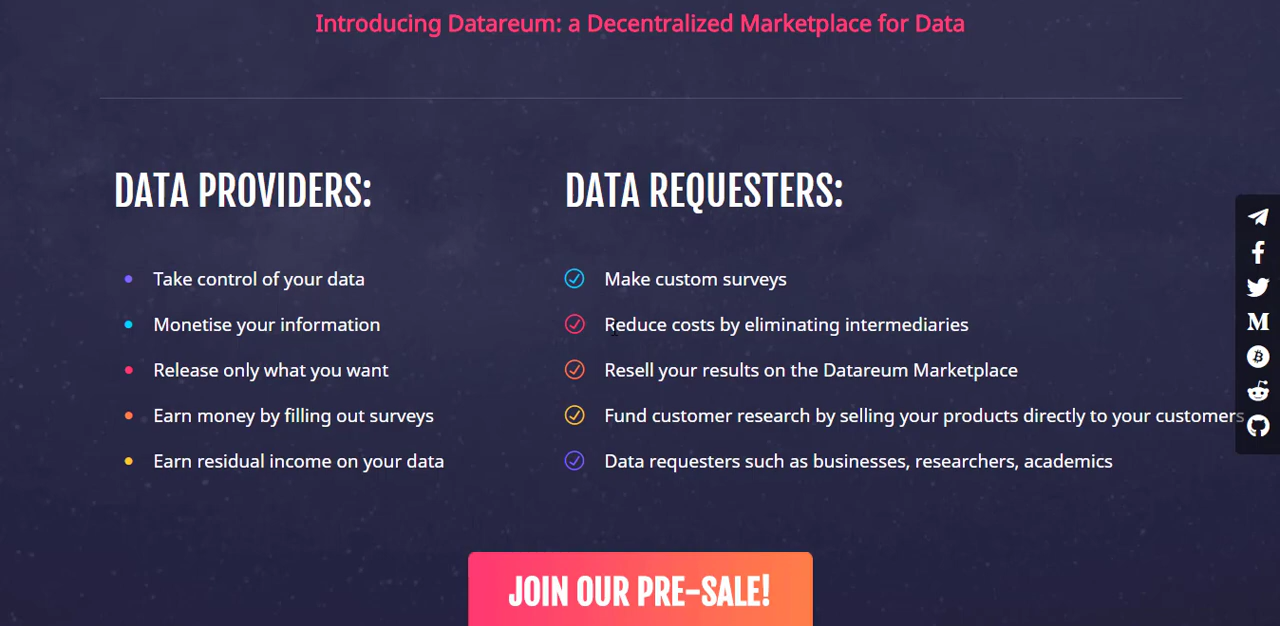 Introducing Datareum: a Decentralized Marketplace for Data
DATA PROVIDERS:
Take control of your data
Monetise your information
Release only what you want
Earn money by filling out surveys
Earn residual income on your data
DATA REQUESTERS:
Make custom surveys
Reduce costs by eliminating intermediaries
Resell your results on the Datareum Marketplace
Fund customer research by selling your products directly to your customers
Data requesters such as businesses, researchers, academics
JOIN OUR PRE-SALE!